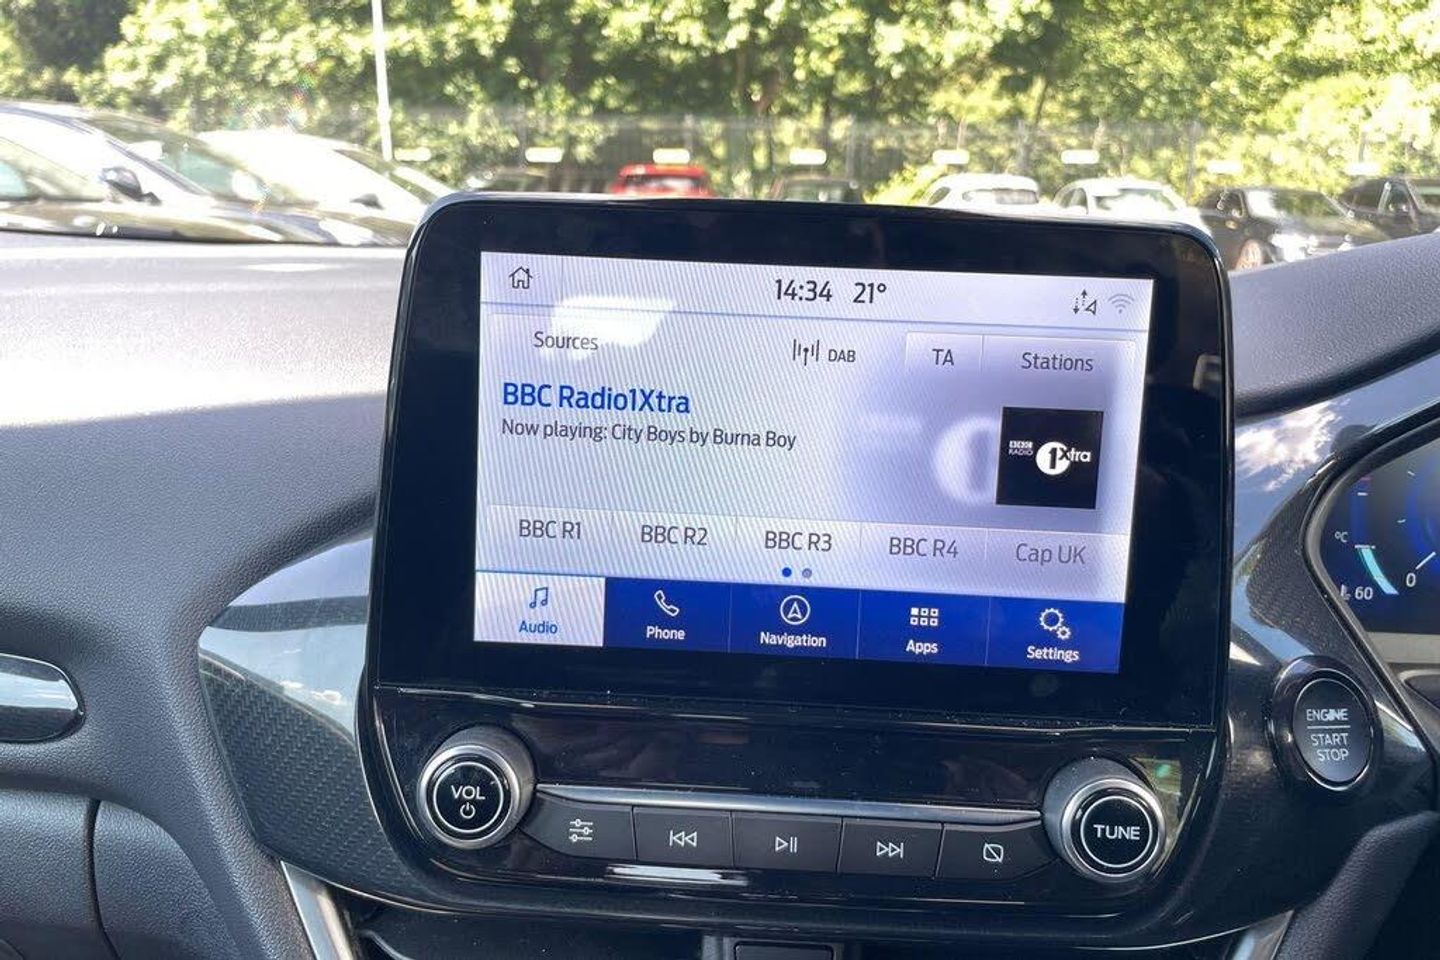 14:34 21°
Sources DAB TA Stations
BBC Radio1Xtra
Now playing: City Boys by Burna Boy
BBC RADIO 1Xtra
BBC R1 BBC R2 BBC R3 BBC R4 Cap UK
Audio Phone Navigation Apps Settings
VOL
TUNE
ENGINE
START
STOP
°C
60
0